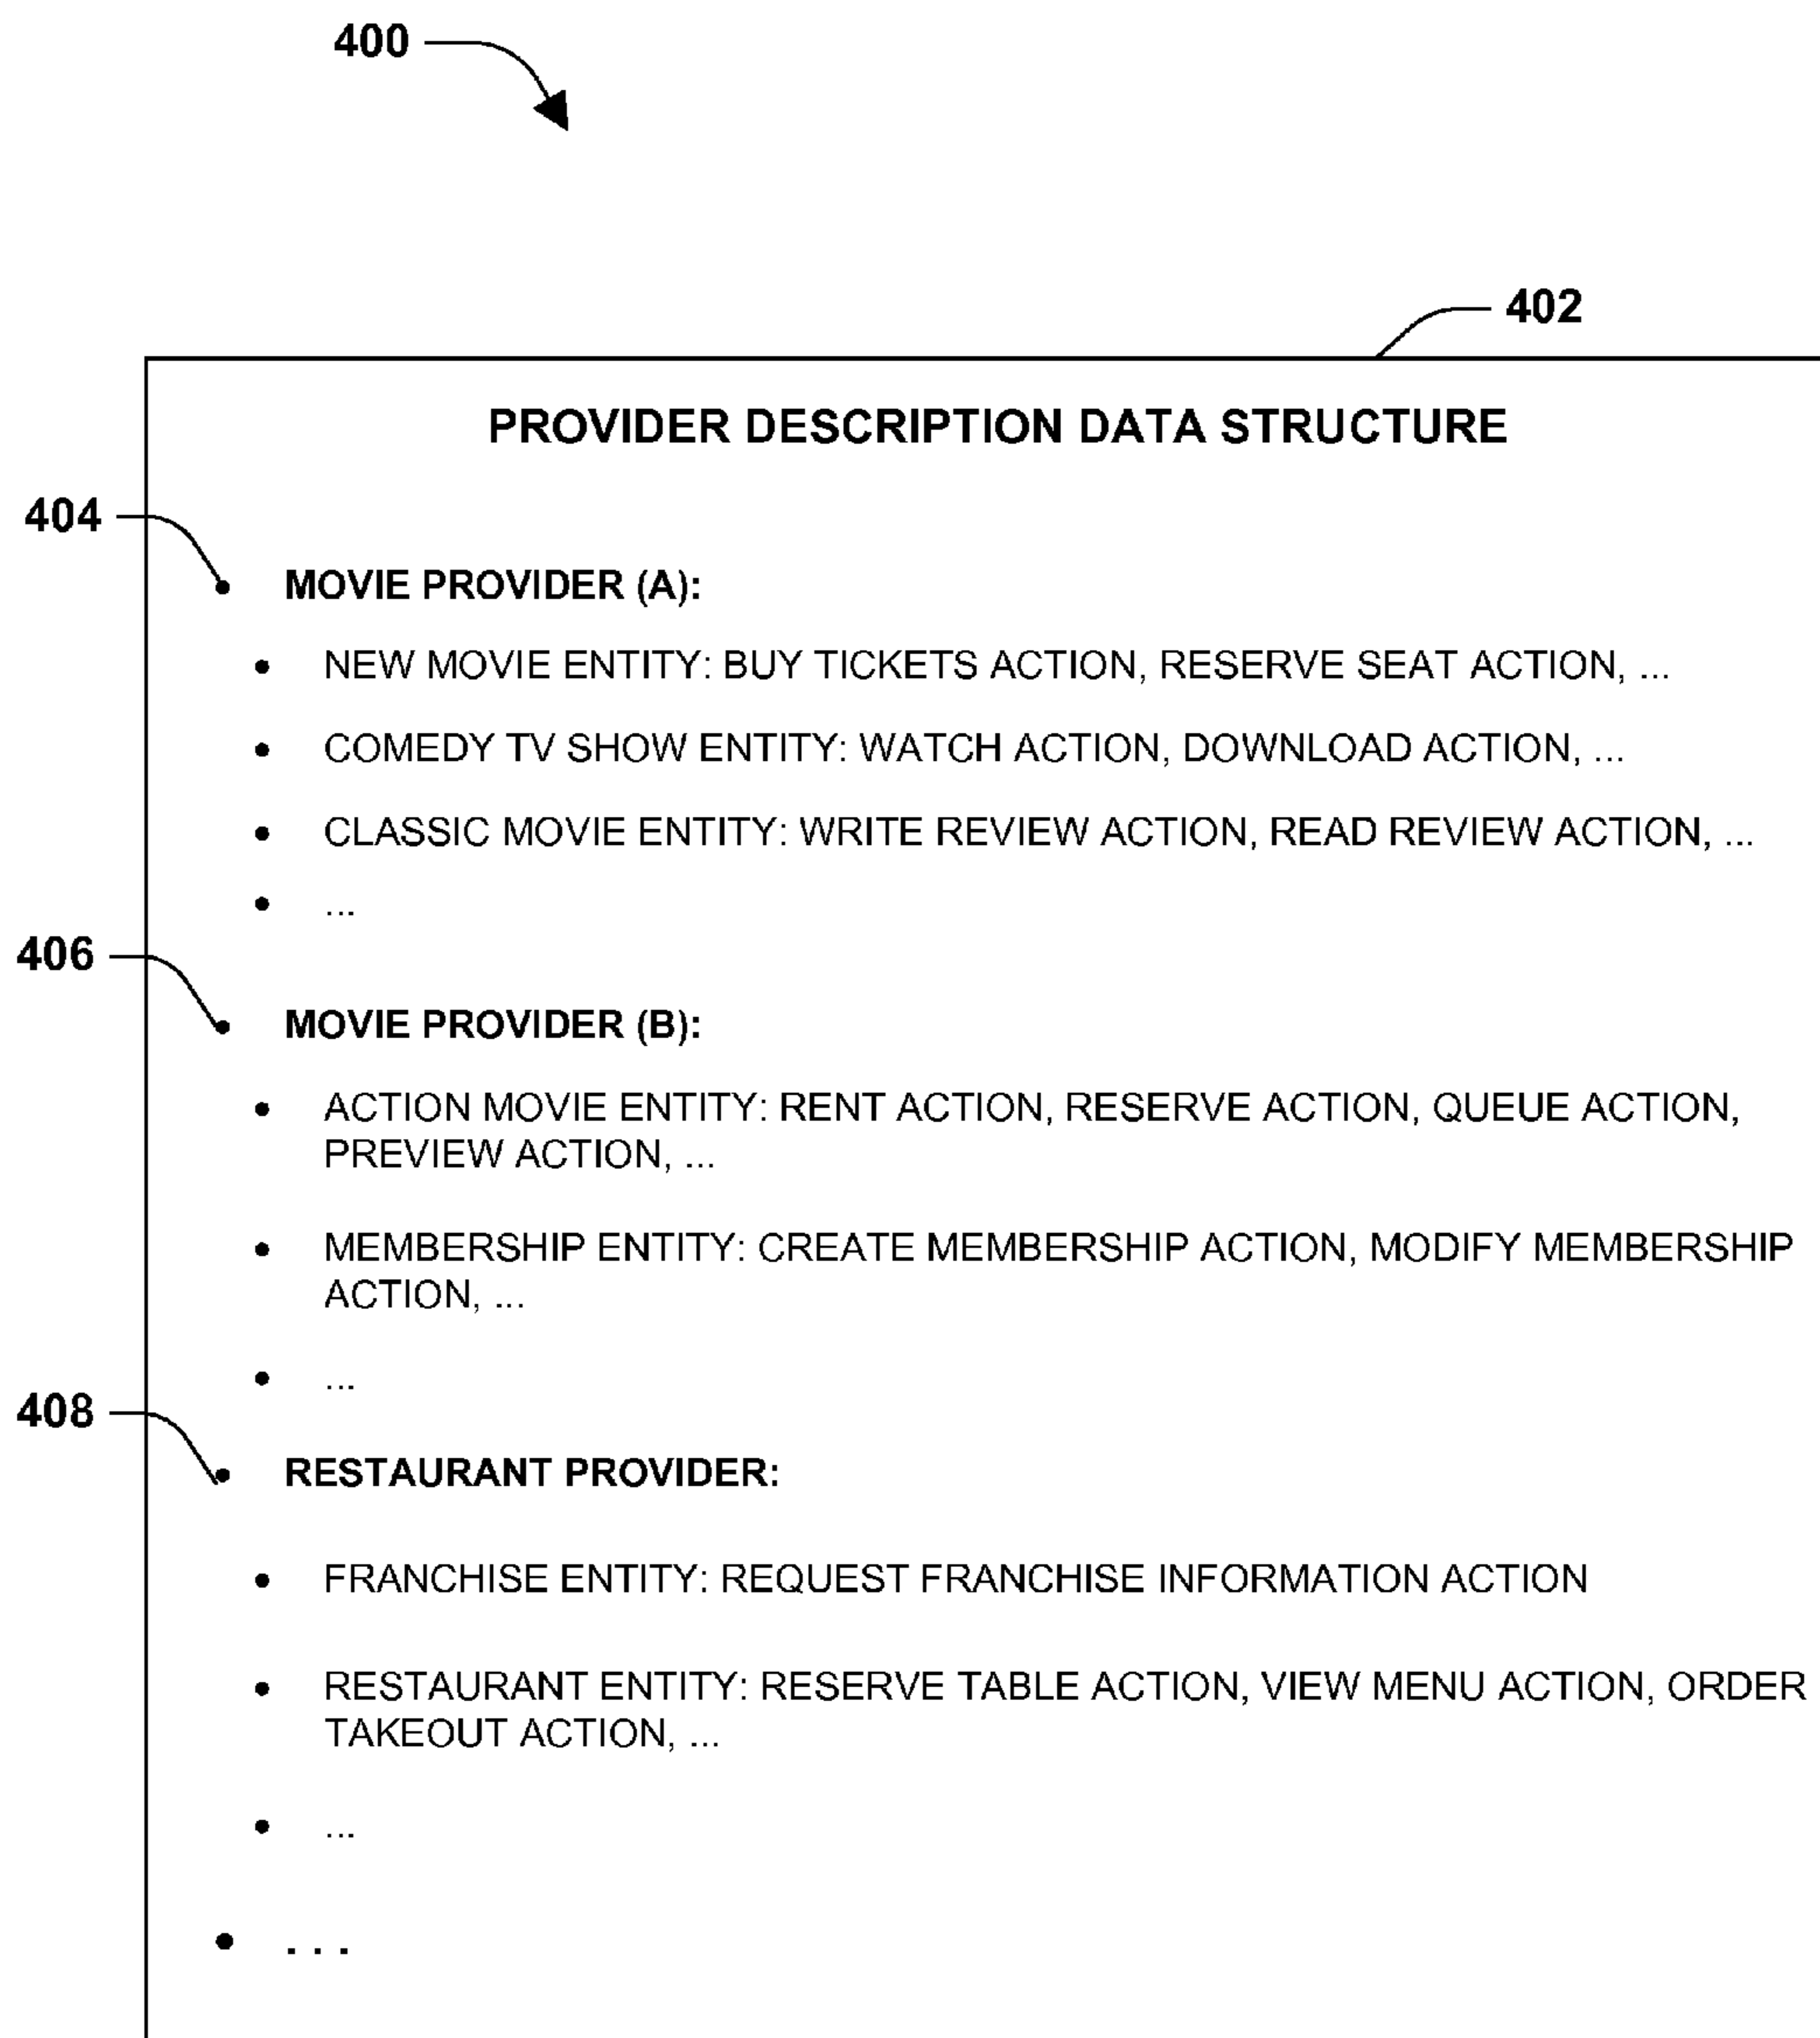 400
402
PROVIDER DESCRIPTION DATA STRUCTURE
404
• MOVIE PROVIDER (A):
• NEW MOVIE ENTITY: BUY TICKETS ACTION, RESERVE SEAT ACTION, ...
• COMEDY TV SHOW ENTITY: WATCH ACTION, DOWNLOAD ACTION, ...
• CLASSIC MOVIE ENTITY: WRITE REVIEW ACTION, READ REVIEW ACTION, ...
• ...
406
• MOVIE PROVIDER (B):
• ACTION MOVIE ENTITY: RENT ACTION, RESERVE ACTION, QUEUE ACTION,
PREVIEW ACTION, ...
• MEMBERSHIP ENTITY: CREATE MEMBERSHIP ACTION, MODIFY MEMBERSHIP
ACTION, ...
• ...
408
• RESTAURANT PROVIDER:
• FRANCHISE ENTITY: REQUEST FRANCHISE INFORMATION ACTION
• RESTAURANT ENTITY: RESERVE TABLE ACTION, VIEW MENU ACTION, ORDER
TAKEOUT ACTION, ...
• ...
• . . .